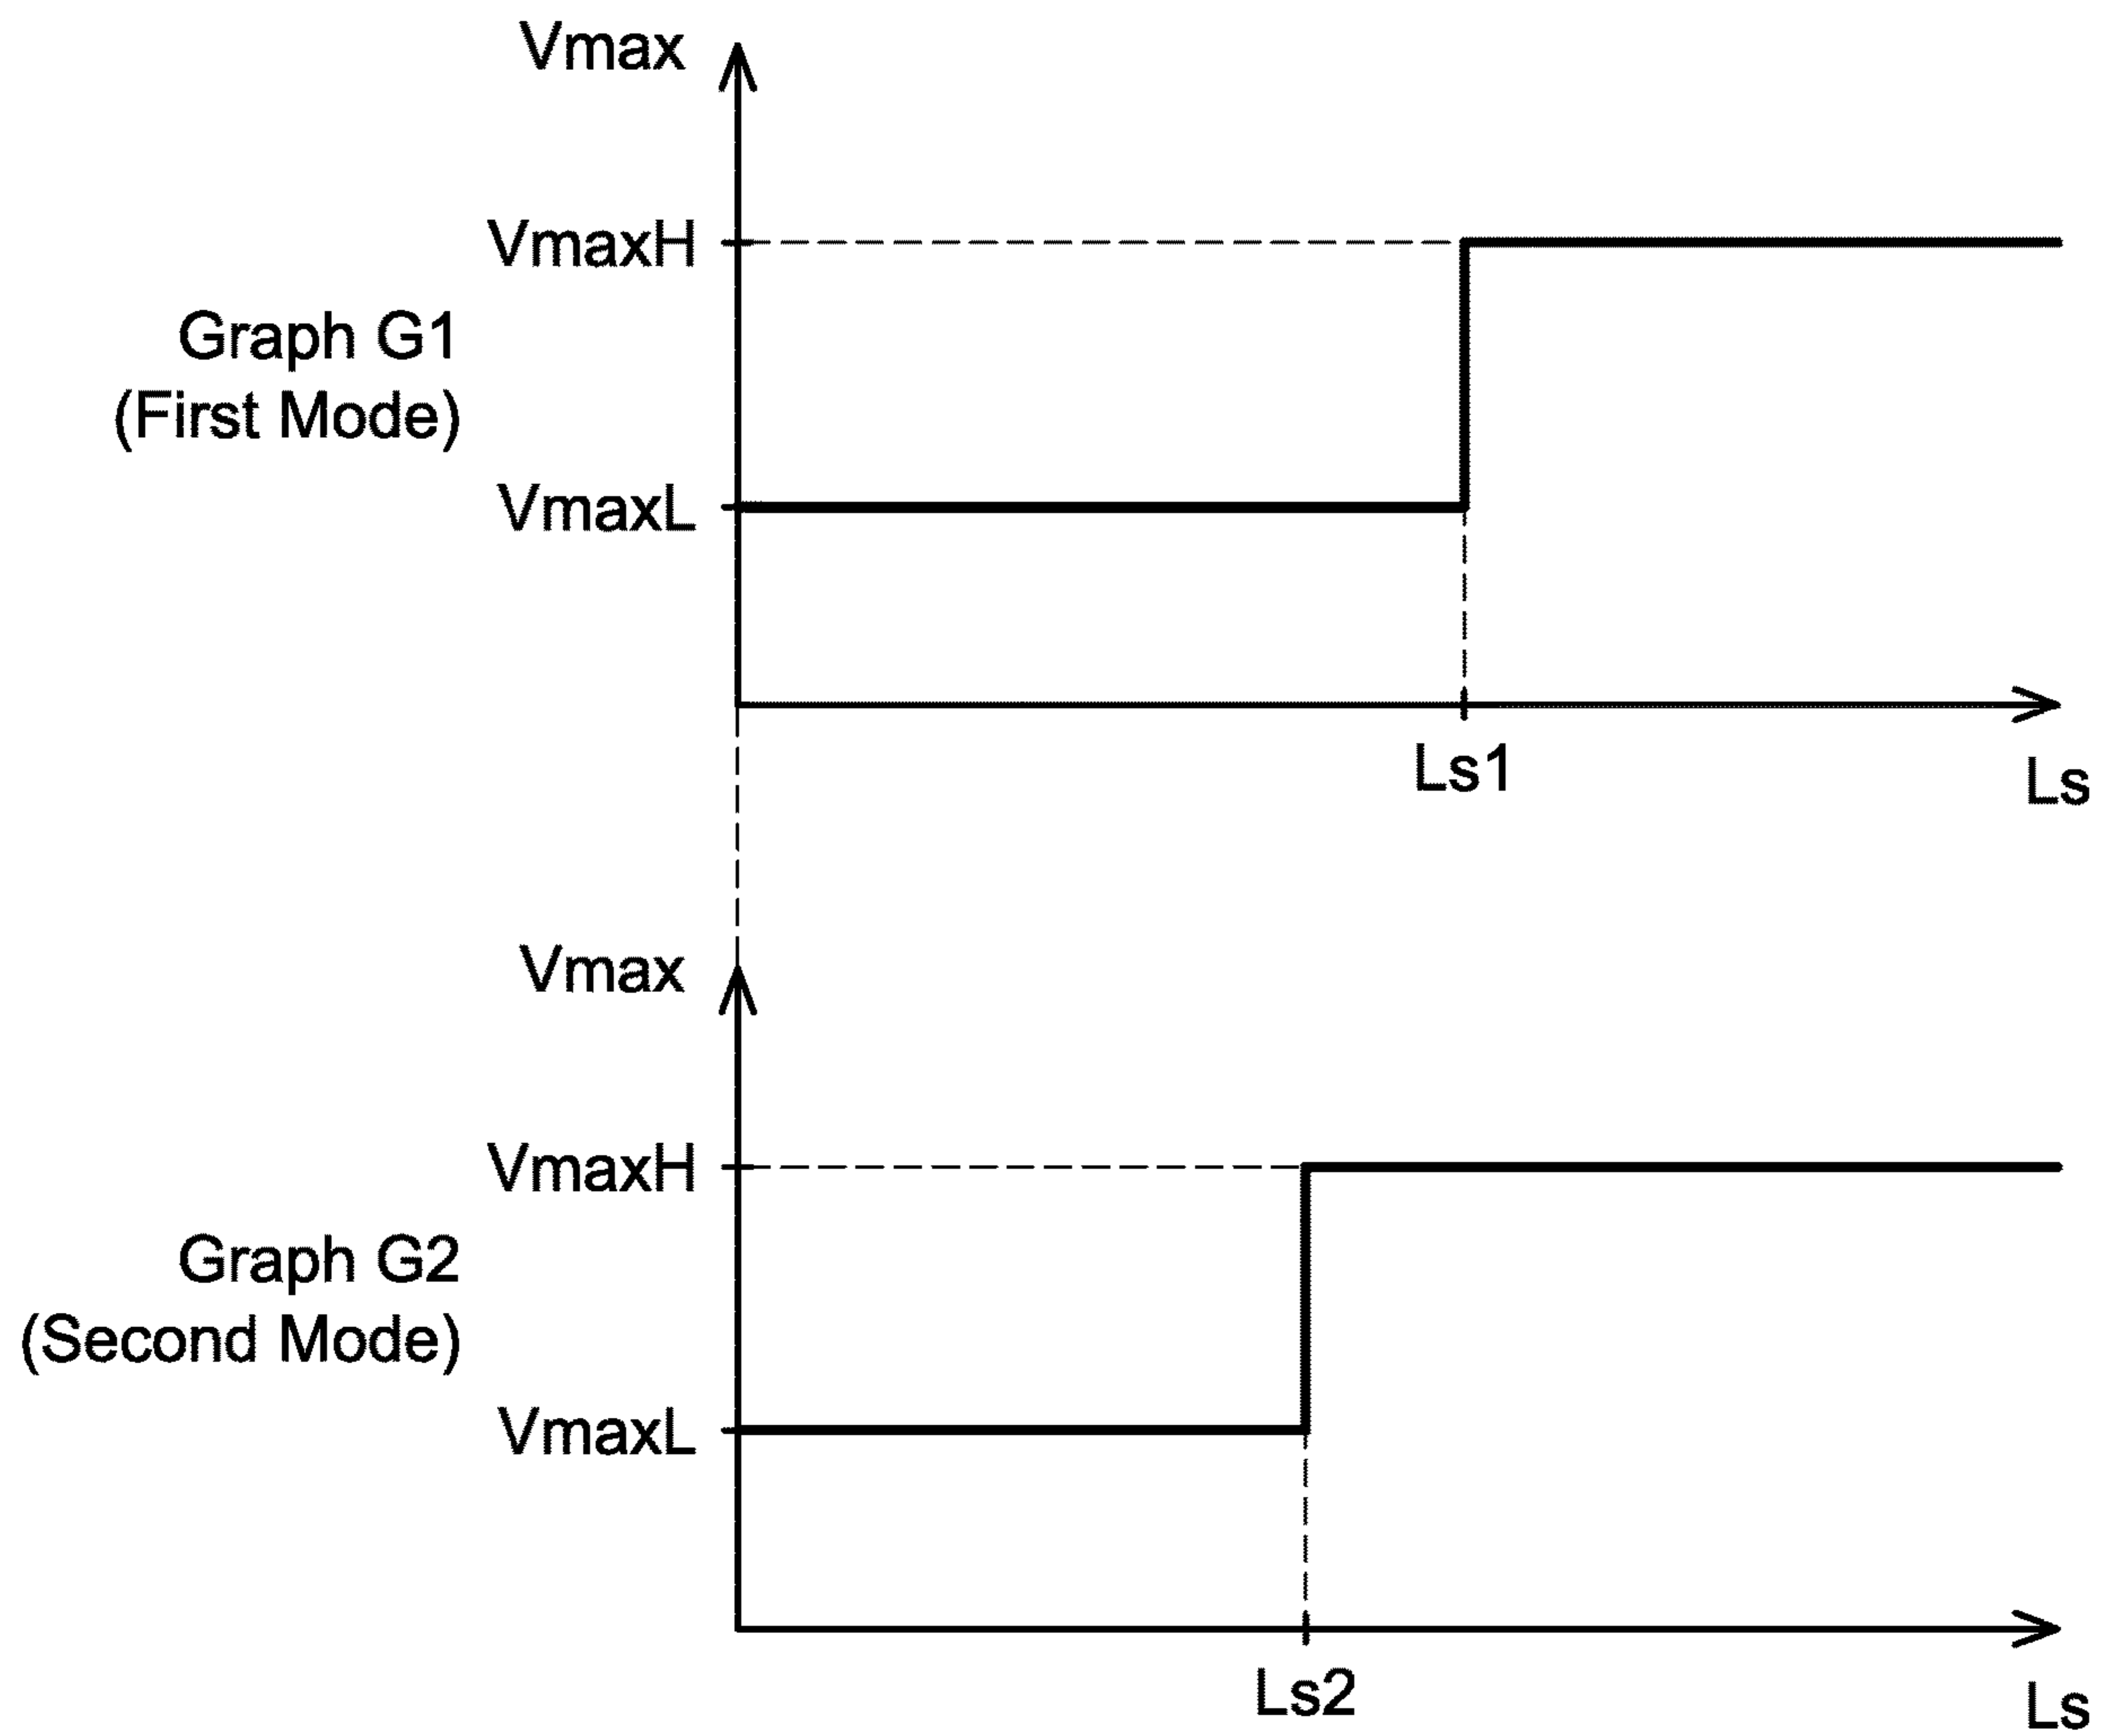 Vmax
VmaxH
Graph G1
(First Mode)
VmaxL
Ls1
Ls
Vmax
VmaxH
Graph G2
(Second Mode)
VmaxL
Ls2
Ls